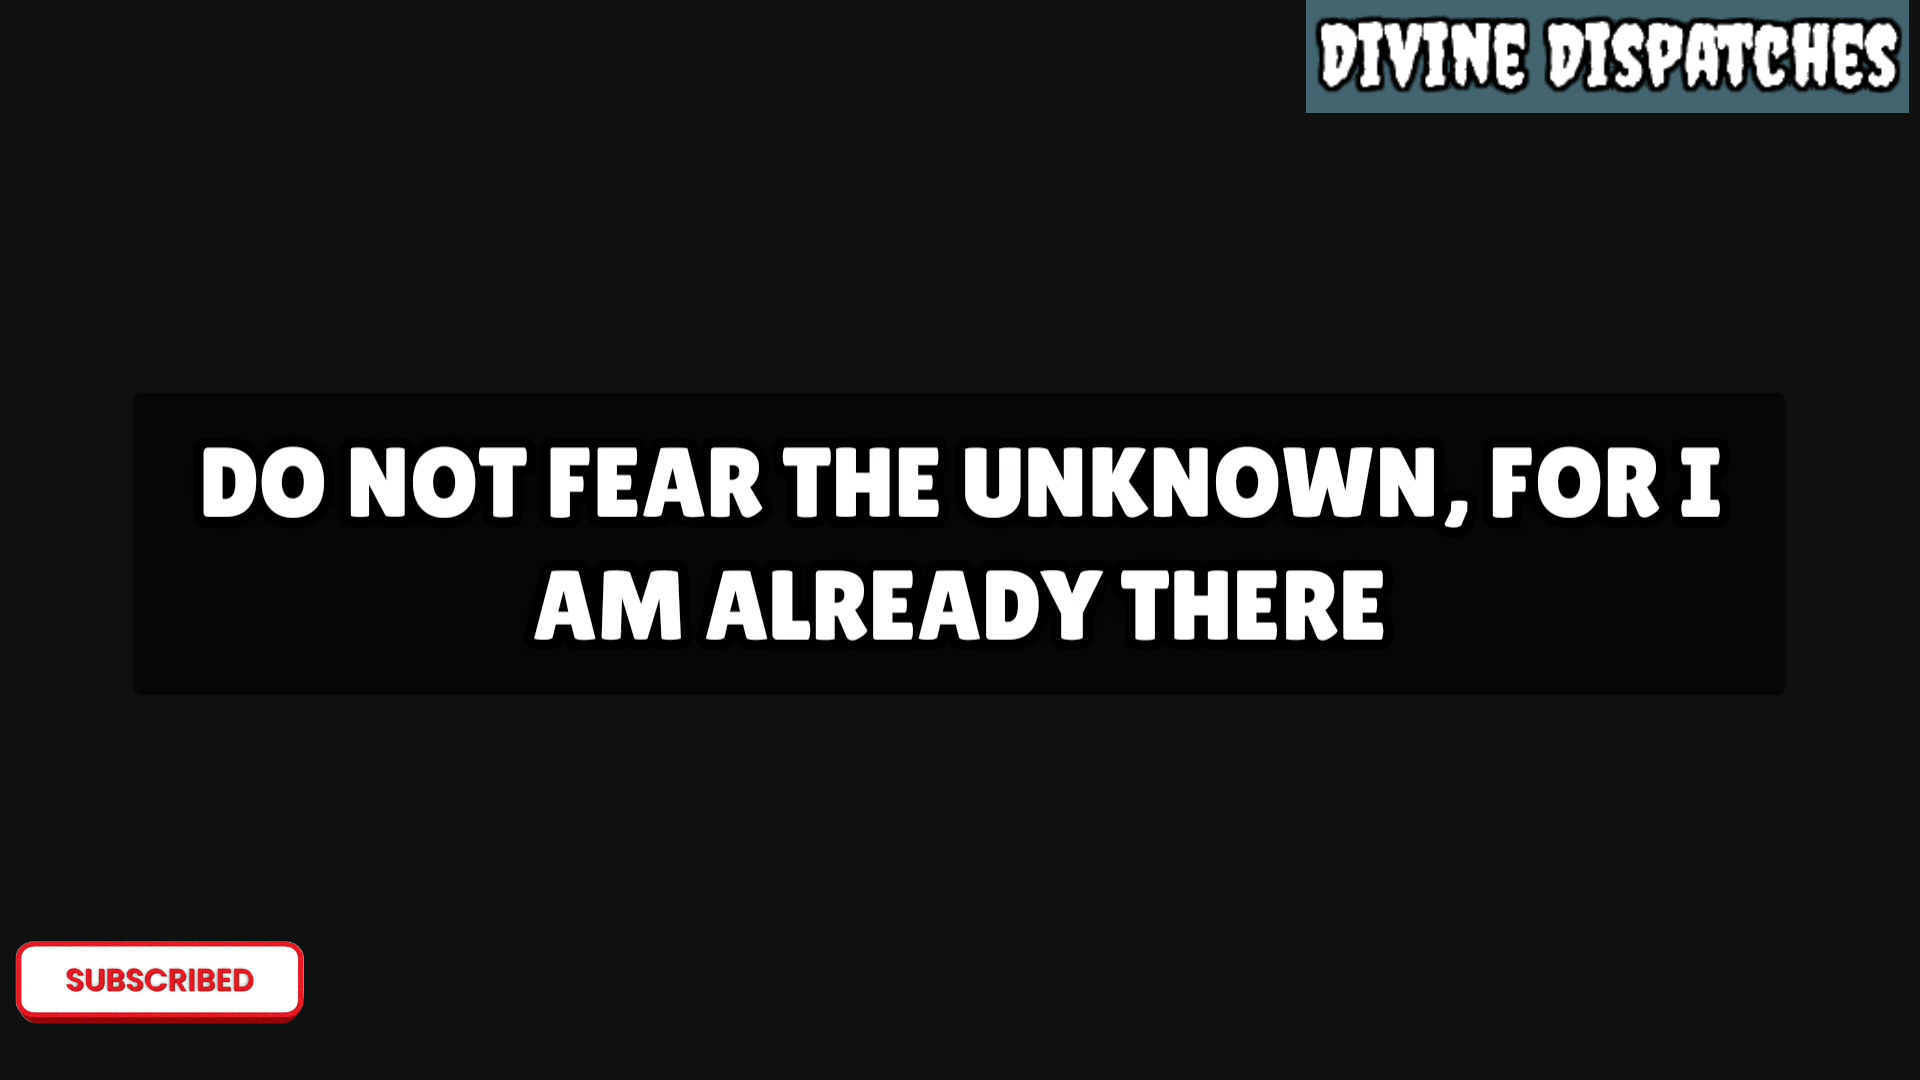 DIVINE DISPATCHES
DO NOT FEAR THE UNKNOWN, FOR I
AM ALREADY THERE
SUBSCRIBED